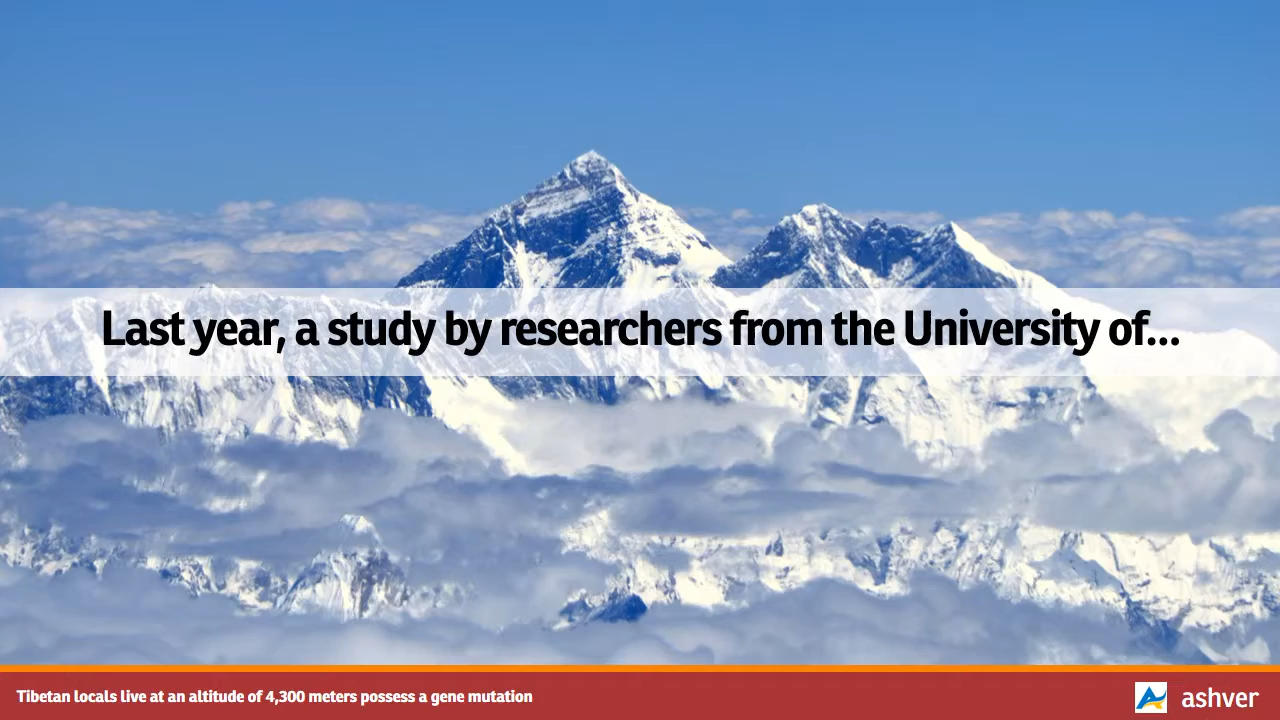 Last year, a study by researchers from the University of...
Tibetan locals live at an altitude of 4,300 meters possess a gene mutation
ashver